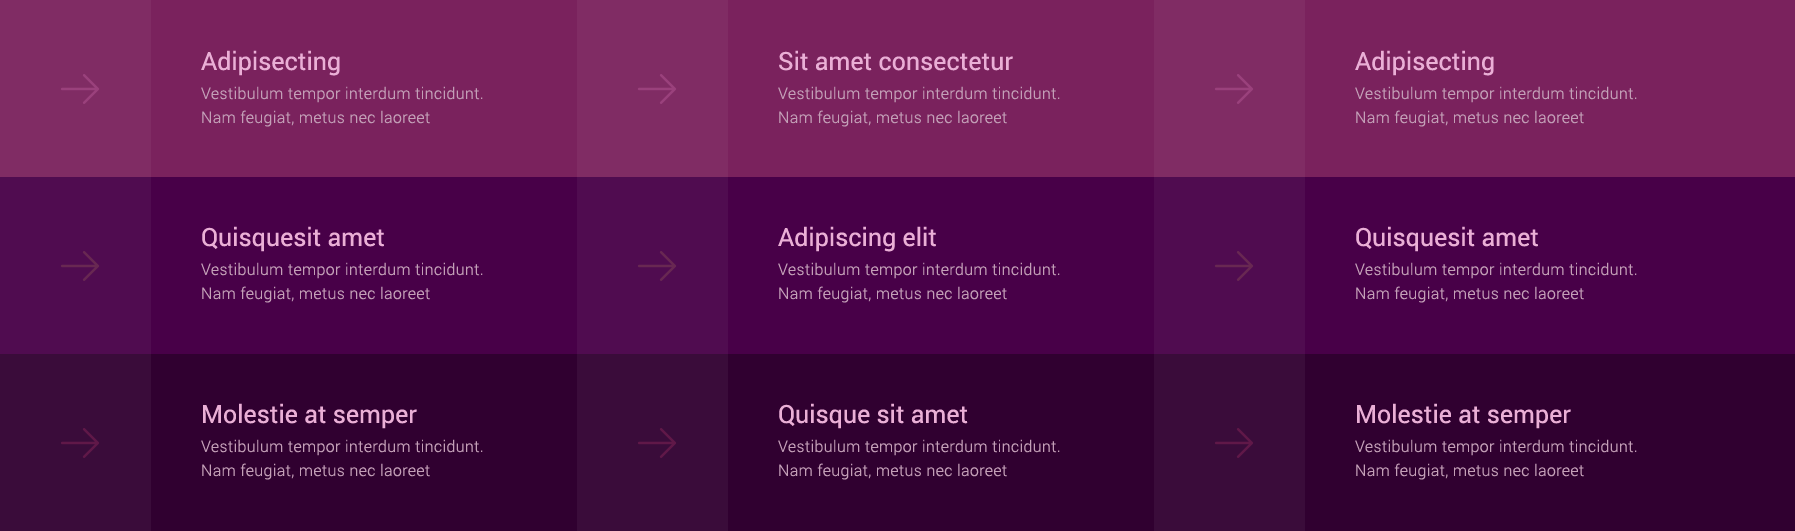 Adipisecting
Vestibulum tempor interdum tincidunt.
Nam feugiat, metus nec laoreet
Sit amet consectetur
Vestibulum tempor interdum tincidunt.
Nam feugiat, metus nec laoreet
Adipisecting
Vestibulum tempor interdum tincidunt.
Nam feugiat, metus nec laoreet
Quisquesit amet
Vestibulum tempor interdum tincidunt.
Nam feugiat, metus nec laoreet
Adipiscing elit
Vestibulum tempor interdum tincidunt.
Nam feugiat, metus nec laoreet
Quisquesit amet
Vestibulum tempor interdum tincidunt.
Nam feugiat, metus nec laoreet
Molestie at semper
Vestibulum tempor interdum tincidunt.
Nam feugiat, metus nec laoreet
Quisque sit amet
Vestibulum tempor interdum tincidunt.
Nam feugiat, metus nec laoreet
Molestie at semper
Vestibulum tempor interdum tincidunt.
Nam feugiat, metus nec laoreet